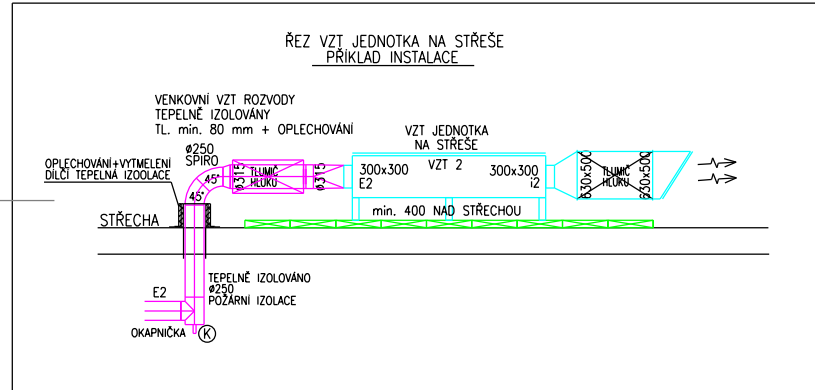 ŘEZ VZT JEDNOTKA NA STŘEŠE
PŘÍKLAD INSTALACE
VENKOVNÍ VZT ROZVODY
TEPELNĚ IZOLOVÁNY
TL. min. 80 mm + OPLECHOVÁNÍ
ø250
SPIRO
OPLECHOVÁNÍ+VYTMELENÍ
DÍLČÍ TEPELNÁ IZOOLACE
45°
45°
ø315
TLUMIČ
HLUKU
ø315
VZT JEDNOTKA
NA STŘEŠE
300x300
E2
VZT 2
300x300
i2
630x500
TLUMIČ
HLUKU
630x500
min. 400 NAD STŘECHOU
STŘECHA
TEPELNĚ IZOLOVÁNO
ø250
POŽÁRNÍ IZOLACE
E2
OKAPNIČKA
K